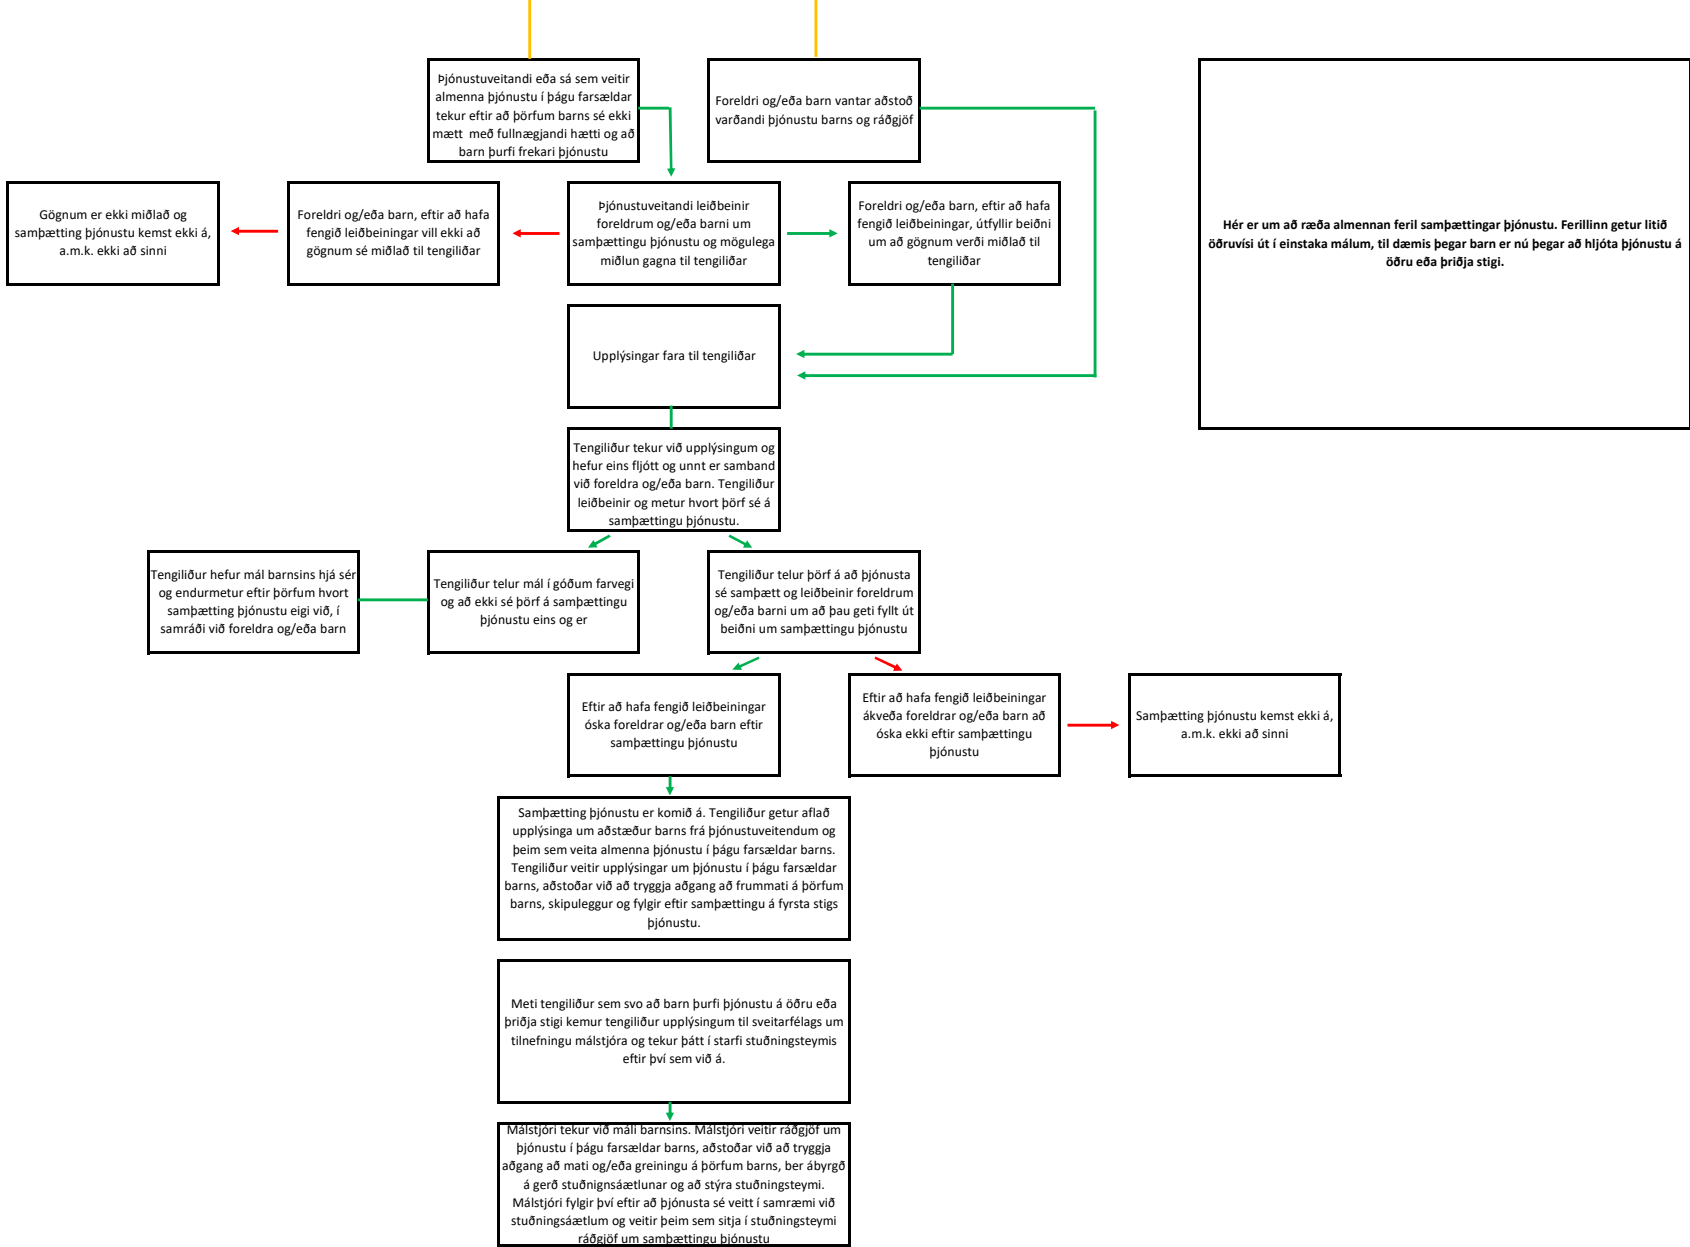 Þjónustuveitandi eða sá sem veitir
almenna þjónustu í þágu farsældar
tekur eftir að þörfum barns sé ekki
mætt með fullnægjandi hætti og að
barn þurfi frekari þjónustu
Foreldri og/eða barn vantar aðstoð
varðandi þjónustu barns og ráðgjöf
Hér er um að ræða almennan feril samþættingar þjónustu. Ferillinn getur litið
öðruvísi út í einstaka málum, til dæmis þegar barn er nú þegar að hljóta þjónustu á
öðru eða þriðja stigi.
Gögnum er ekki miðlað og
samþætting þjónustu kemst ekki á,
a.m.k. ekki að sinni
Foreldri og/eða barn, eftir að hafa
fengið leiðbeiningar vill ekki að
gögnum sé miðlað til tengiliðar
Þjónustuveitandi leiðbeinir
foreldrum og/eða barni um
samþættingu þjónustu og mögulega
miðlun gagna til tengiliðar
Foreldri og/eða barn, eftir að hafa
fengið leiðbeiningar, útfyllir beiðni
um að gögnum verði miðlað til
tengiliðar
Upplýsingar fara til tengiliðar
Tengiliður tekur við upplýsingum og
hefur eins fljótt og unnt er samband
við foreldra og/eða barn. Tengiliður
leiðbeinir og metur hvort þörf sé á
samþættingu þjónustu.
Tengiliður hefur mál barnsins hjá sér
og endurmetur eftir þörfum hvort
samþætting þjónustu eigi við, í
samráði við foreldra og/eða barn
Tengiliður telur mál í góðum farvegi
og að ekki sé þörf á samþættingu
þjónustu eins og er
Tengiliður telur þörf á að þjónusta
sé samþætt og leiðbeinir foreldrum
og/eða barni um að þau geti fyllt út
beiðni um samþættingu þjónustu
Eftir að hafa fengið leiðbeiningar
óska foreldrar og/eða barn eftir
samþættingu þjónustu
Eftir að hafa fengið leiðbeiningar
ákveða foreldrar og/eða barn að
óska ekki eftir samþættingu
þjónustu
Samþætting þjónustu kemst ekki á,
a.m.k. ekki að sinni
Samþætting þjónustu er komið á. Tengiliður getur aflað
upplýsinga um aðstæður barns frá þjónustuveitendum og
þeim sem veita almenna þjónustu í þágu farsældar barns.
Tengiliður veitir upplýsingar um þjónustu í þágu farsældar
barns, aðstoðar við að tryggja aðgang að frummati á þörfum
barns, skipuleggur og fylgir eftir samþættingu á fyrsta stigs
þjónustu.
Meti tengiliður sem svo að barn þurfi þjónustu á öðru eða
þriðja stigi kemur tengiliður upplýsingum til sveitarfélags um
tilnefningu málstjóra og tekur þátt í starfi stuðningsteymis
eftir því sem við á.
Málstjóri tekur við máli barnsins. Málstjóri veitir ráðgjöf um
þjónustu í þágu farsældar barns, aðstoðar við að tryggja
aðgang að mati og/eða greiningu á þörfum barns, ber ábyrgð
á gerð stuðnignsáætlunar og að stýra stuðningsteymi.
Málstjóri fylgir því eftir að þjónusta sé veitt í samræmi við
stuðningsáætlum og veitir þeim sem sitja í stuðningsteymi
ráðgjöf um samþættingu þjónustu